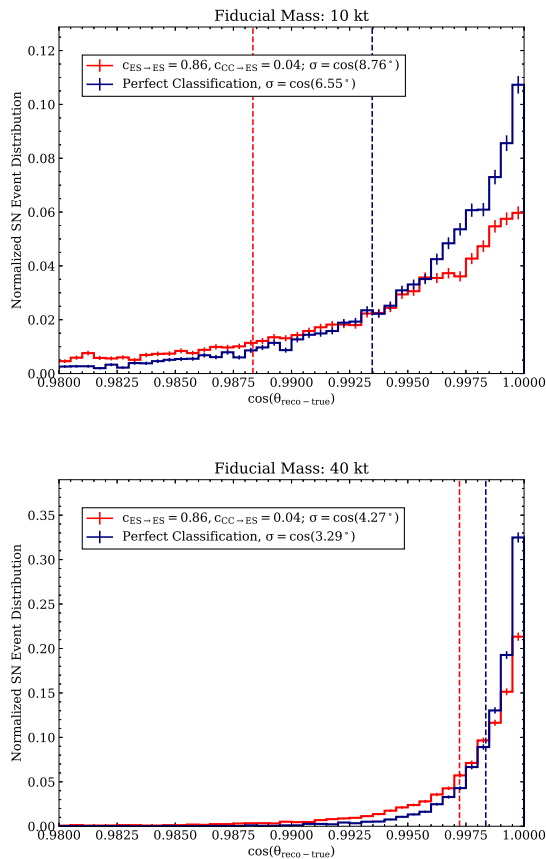 Fiducial Mass: 10 kt
Normalized SN Event Distribution
0.12
0.10
0.08
0.06
0.04
0.02
0.00
c_ES→ES = 0.86, c_CC→ES = 0.04; σ = cos(8.76°)
Perfect Classification, σ = cos(6.55°)
0.9800 0.9825 0.9850 0.9875 0.9900 0.9925 0.9950 0.9975 1.0000
cos(θ_reco−true)
Fiducial Mass: 40 kt
Normalized SN Event Distribution
0.35
0.30
0.25
0.20
0.15
0.10
0.05
0.00
c_ES→ES = 0.86, c_CC→ES = 0.04; σ = cos(4.27°)
Perfect Classification, σ = cos(3.29°)
0.9800 0.9825 0.9850 0.9875 0.9900 0.9925 0.9950 0.9975 1.0000
cos(θ_reco−true)